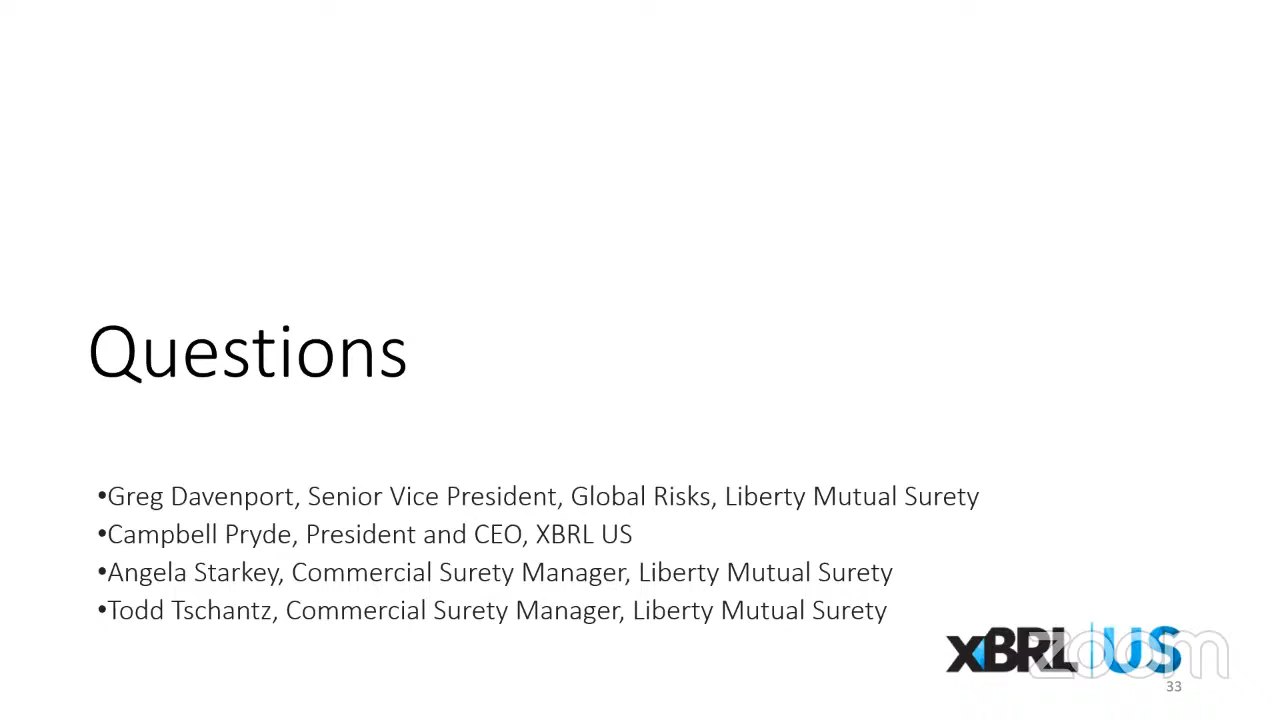 Questions
•Greg Davenport, Senior Vice President, Global Risks, Liberty Mutual Surety
•Campbell Pryde, President and CEO, XBRL US
•Angela Starkey, Commercial Surety Manager, Liberty Mutual Surety
•Todd Tschantz, Commercial Surety Manager, Liberty Mutual Surety
XBRL US
zoom
33